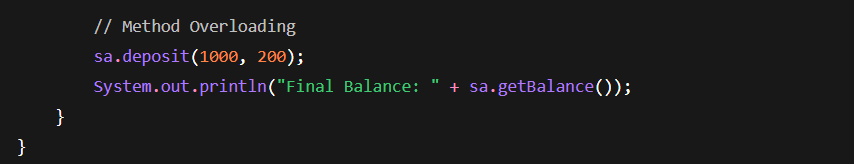 // Method Overloading
sa.deposit(1000, 200);
System.out.println("Final Balance: " + sa.getBalance());
}
}